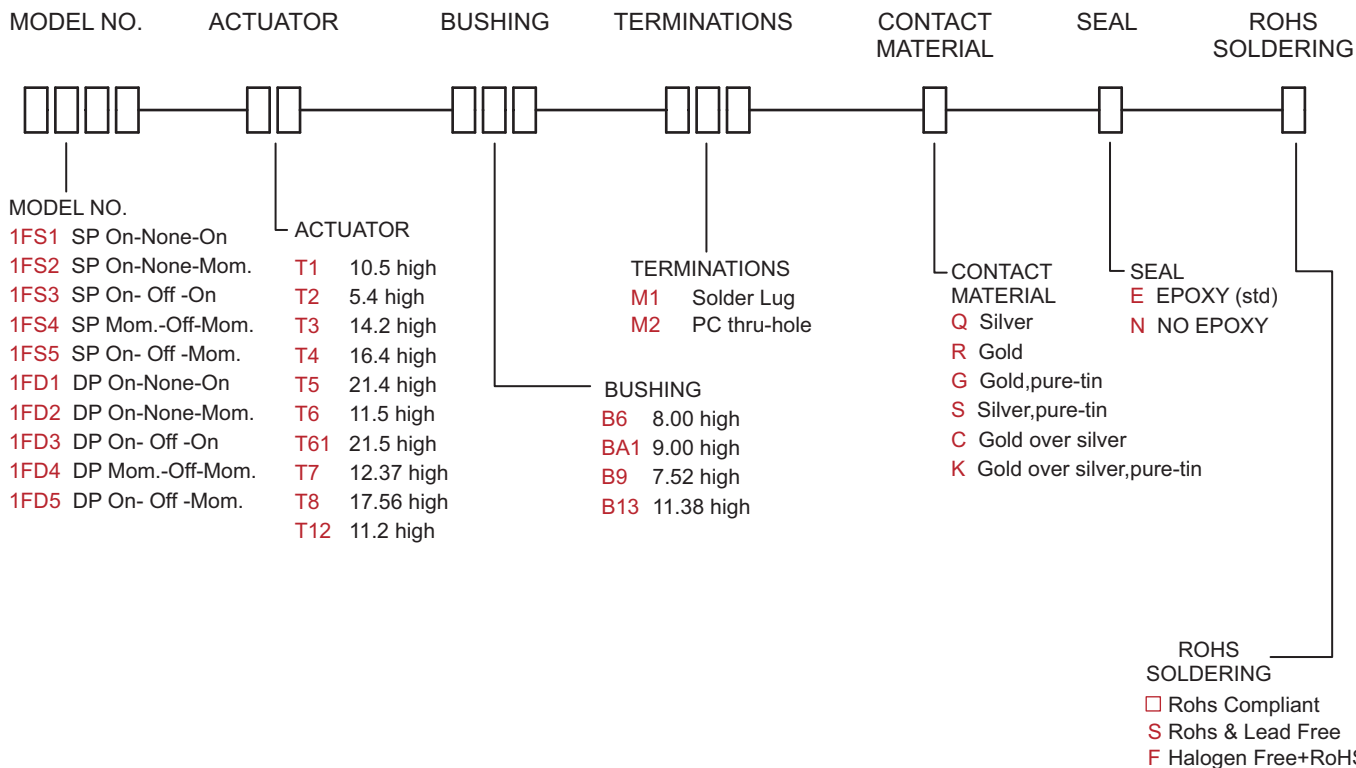 MODEL NO.
ACTUATOR
BUSHING
TERMINATIONS
CONTACT
MATERIAL
SEAL
ROHS
SOLDERING
MODEL NO.
1FS1 SP On-None-On
1FS2 SP On-None-Mom.
1FS3 SP On- Off -On
1FS4 SP Mom.-Off-Mom.
1FS5 SP On- Off -Mom.
1FD1 DP On-None-On
1FD2 DP On-None-Mom.
1FD3 DP On- Off -On
1FD4 DP Mom.-Off-Mom.
1FD5 DP On- Off -Mom.
ACTUATOR
T1 10.5 high
T2 5.4 high
T3 14.2 high
T4 16.4 high
T5 21.4 high
T6 11.5 high
T61 21.5 high
T7 12.37 high
T8 17.56 high
T12 11.2 high
BUSHING
B6 8.00 high
BA1 9.00 high
B9 7.52 high
B13 11.38 high
TERMINATIONS
M1 Solder Lug
M2 PC thru-hole
CONTACT
MATERIAL
Q Silver
R Gold
G Gold,pure-tin
S Silver,pure-tin
C Gold over silver
K Gold over silver,pure-tin
SEAL
E EPOXY (std)
N NO EPOXY
ROHS
SOLDERING
□ Rohs Compliant
S Rohs & Lead Free
F Halogen Free+RoHS